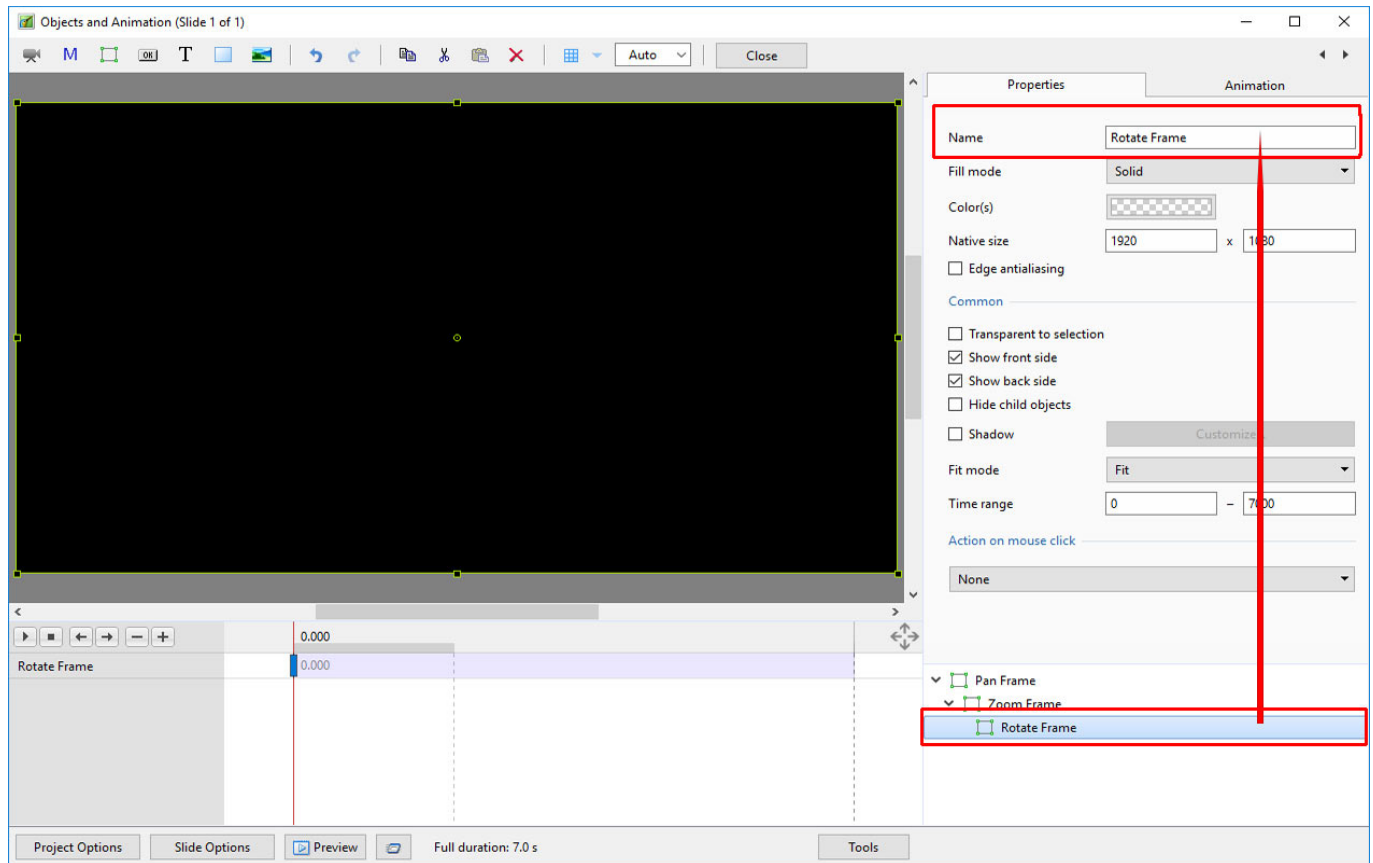 Objects and Animation (Slide 1 of 1)
M OK T Auto Close
Properties Animation
Name Rotate Frame
Fill mode Solid
Color(s)
Native size 1920 x 1080
Edge antialiasing
Common
Transparent to selection
Show front side
Show back side
Hide child objects
Shadow Customize...
Fit mode Fit
Time range 0 – 7000
Action on mouse click
None
0.000
Rotate Frame 0.000
Pan Frame
Zoom Frame
Rotate Frame
Project Options Slide Options Preview Full duration: 7.0 s Tools